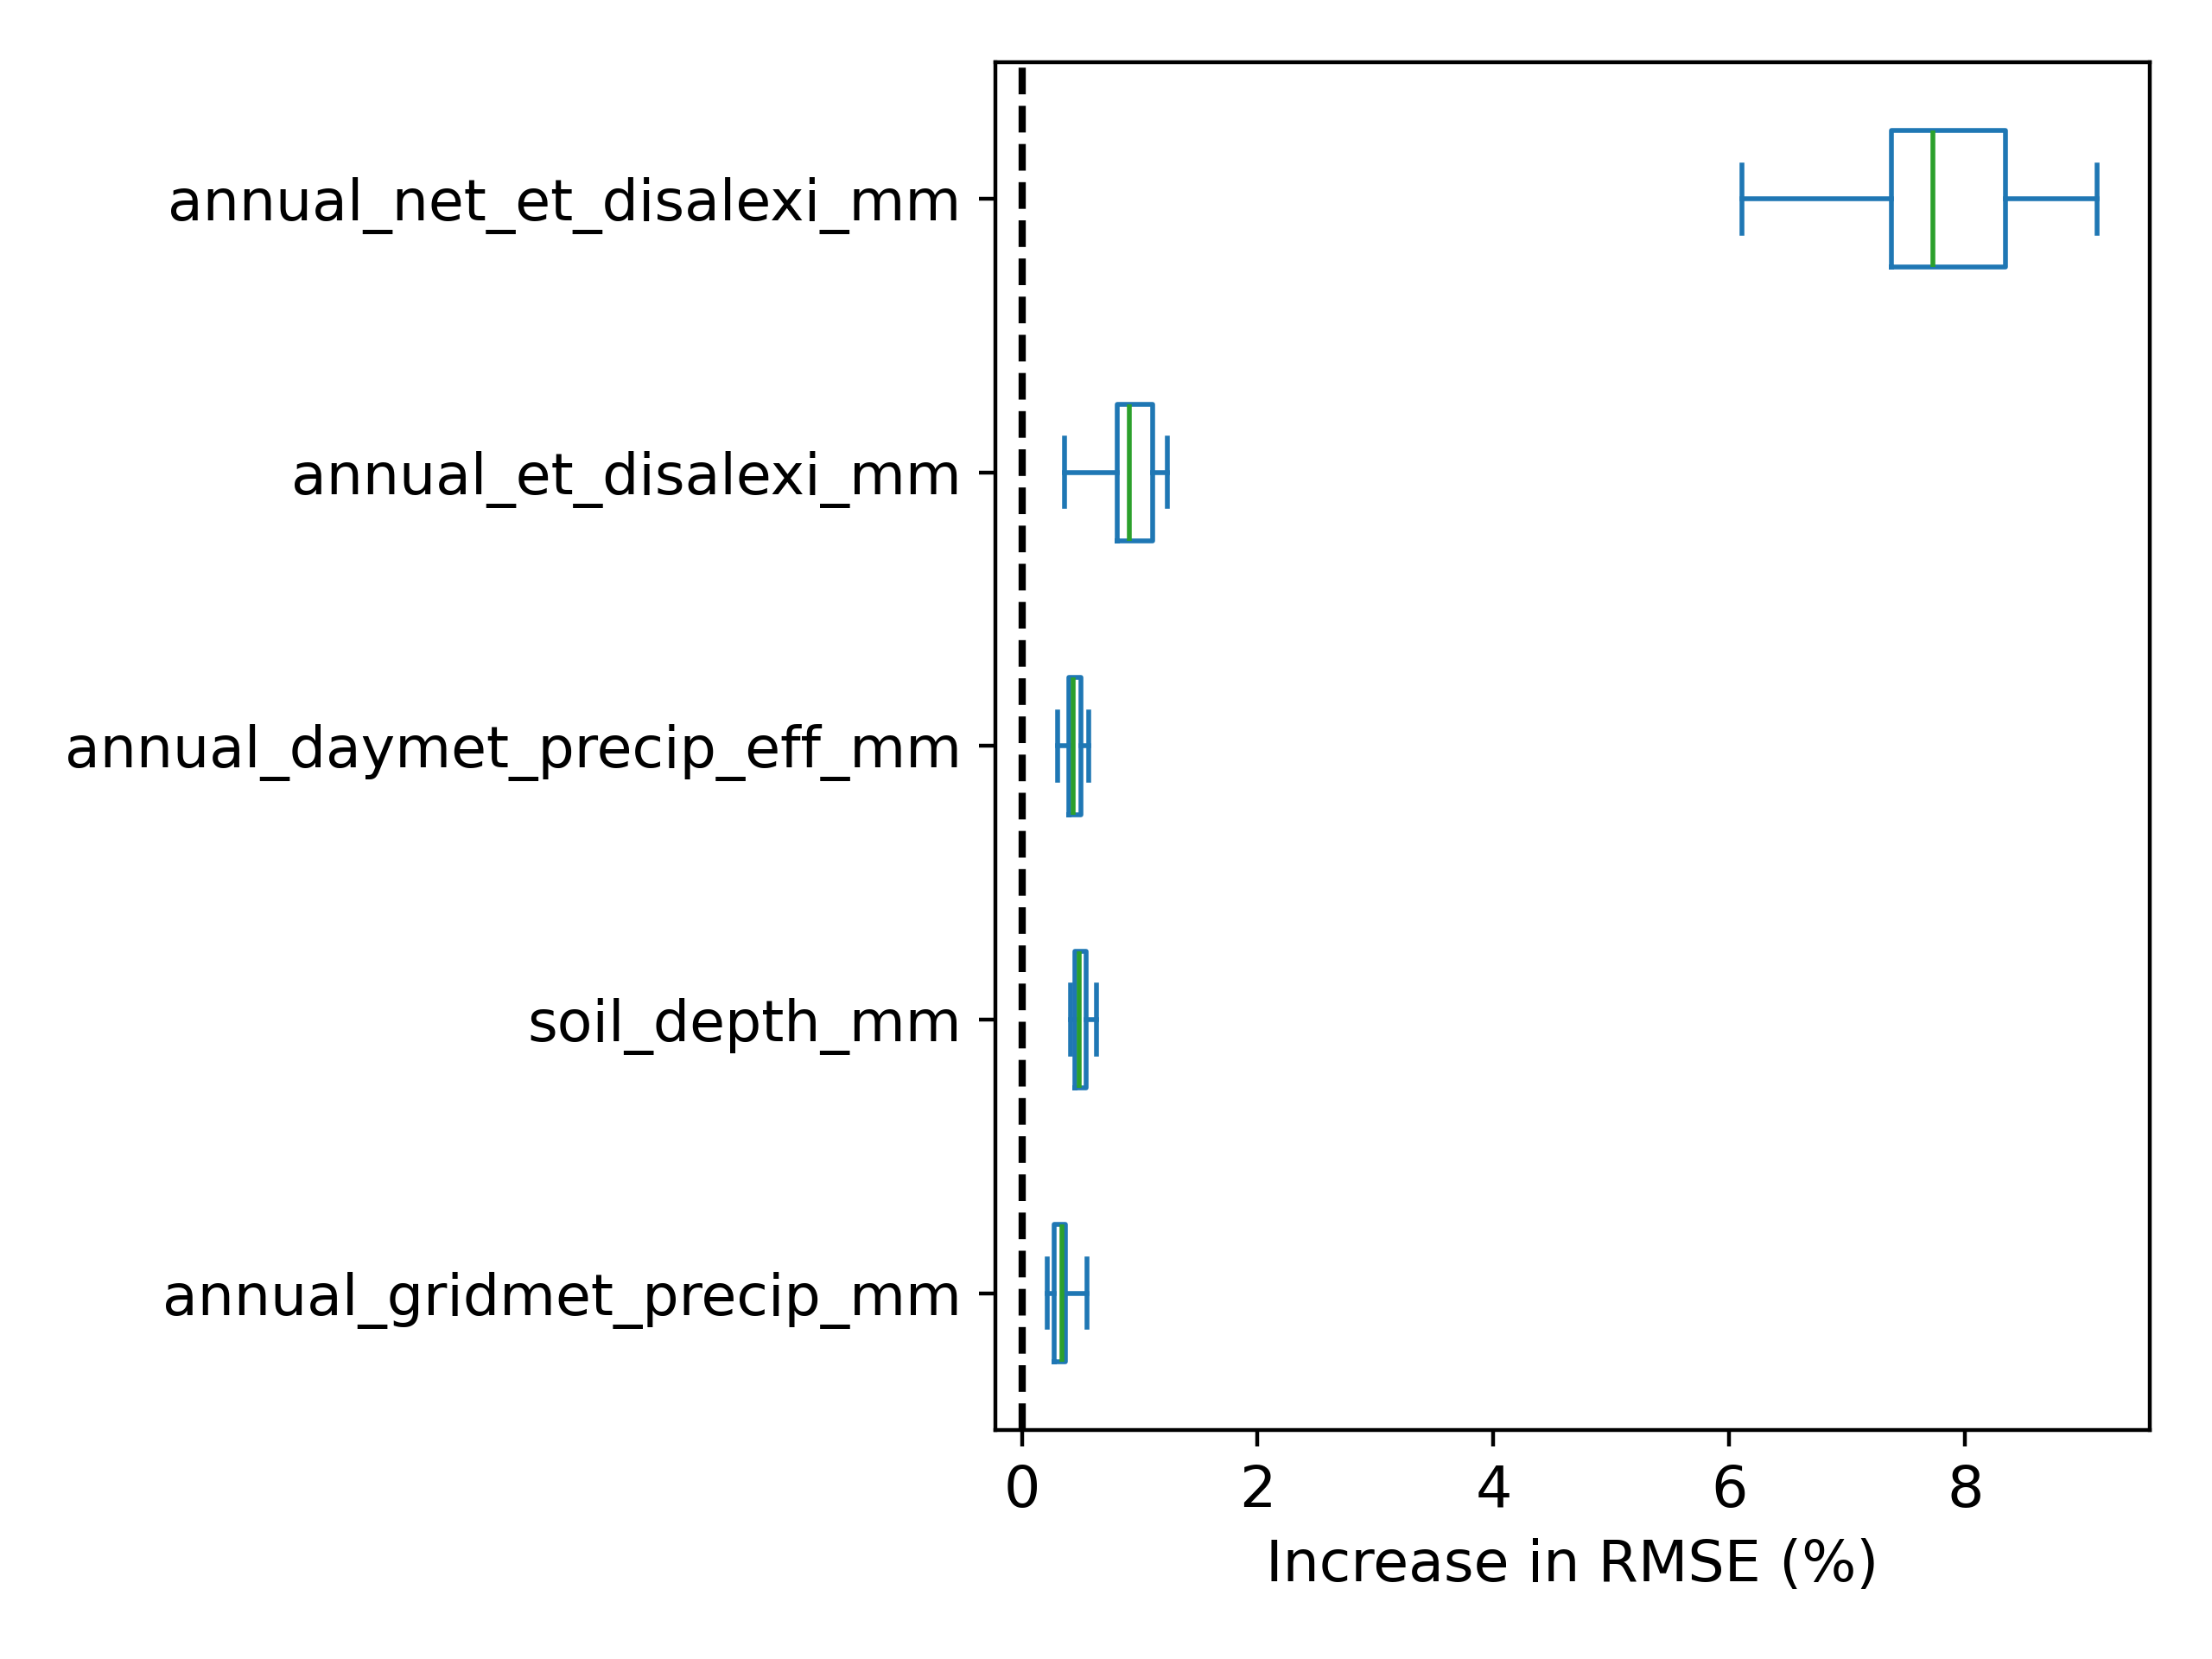 annual_net_et_disalexi_mm
annual_et_disalexi_mm
annual_daymet_precip_eff_mm
soil_depth_mm
annual_gridmet_precip_mm
0 2 4 6 8
Increase in RMSE (%)